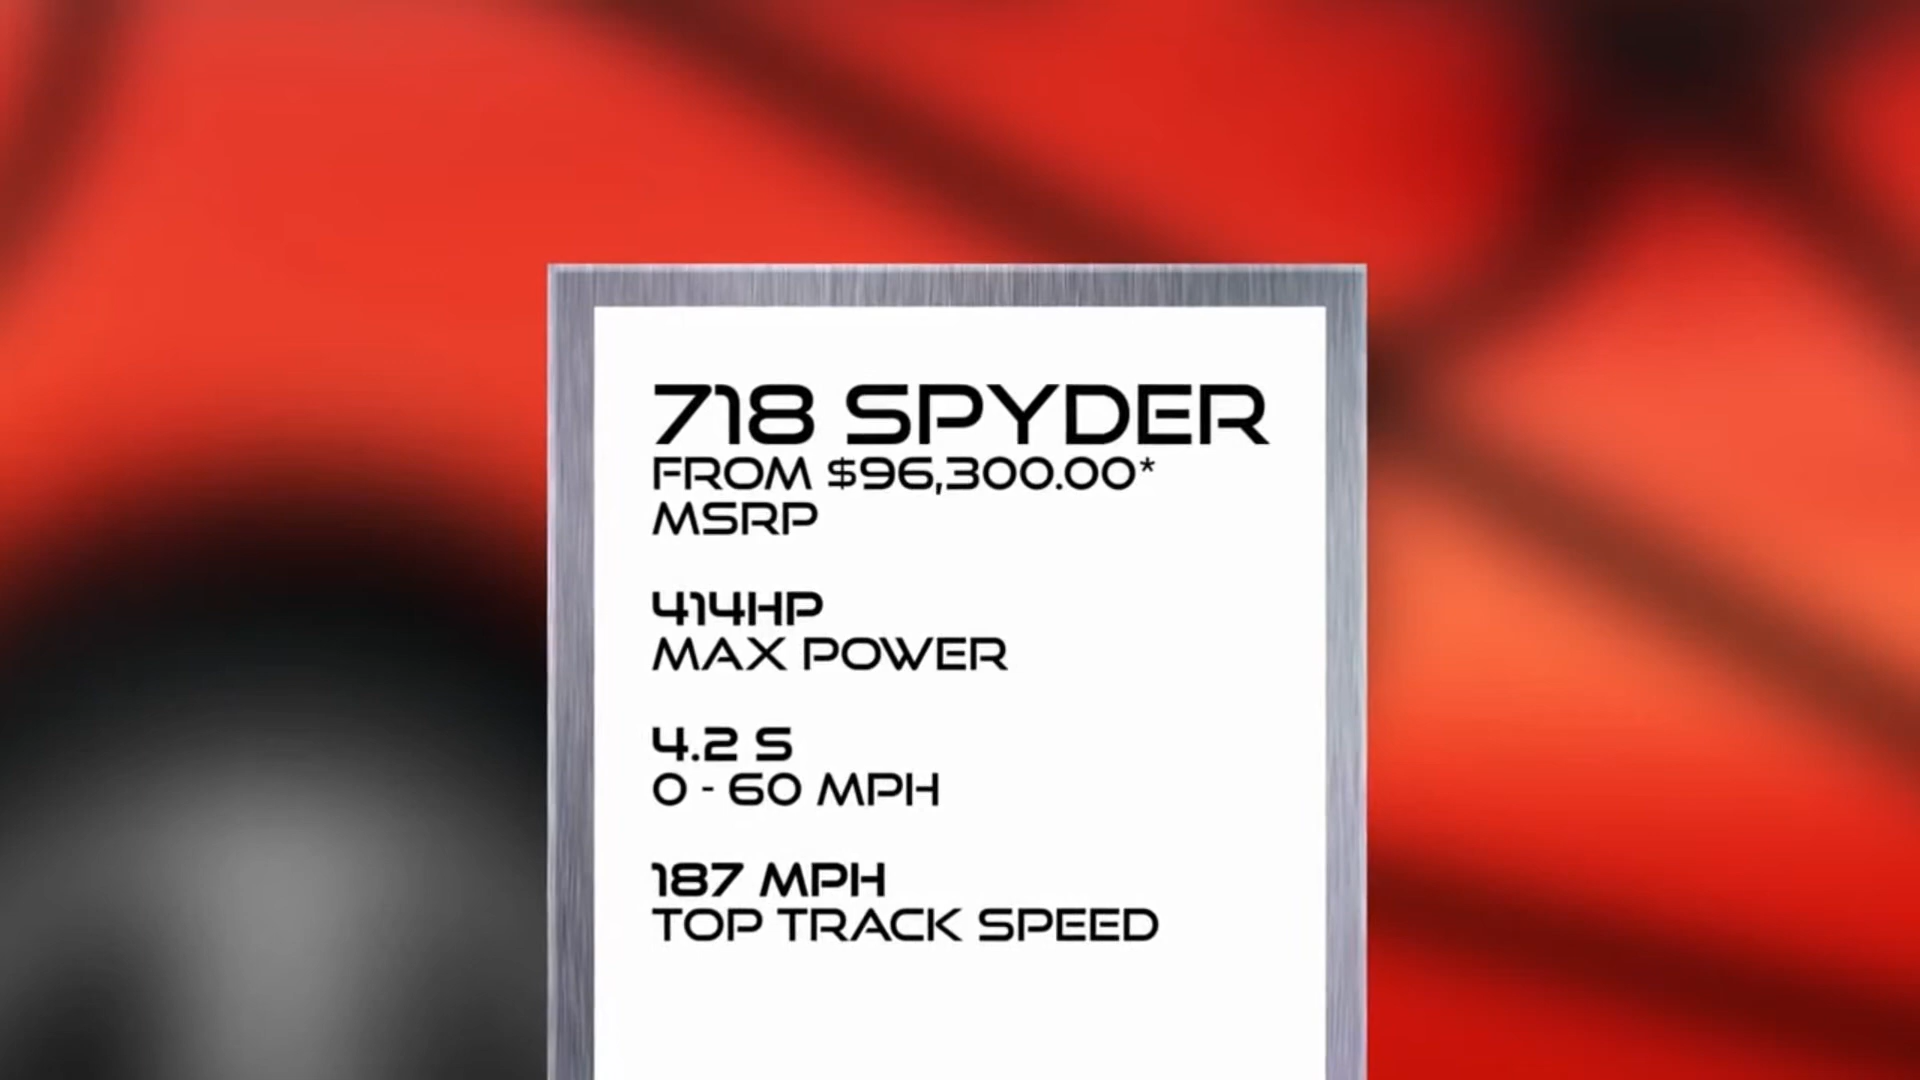 718 SPYDER
FROM $96,300.00*
MSRP
414HP
MAX POWER
4.2 S
0 - 60 MPH
187 MPH
TOP TRACK SPEED